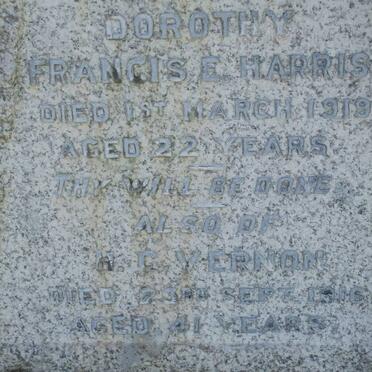 DOROTHY
FRANCIS E. HARRIS
DIED 1ST MARCH 1919
AGED 22 YEARS
THY WILL BE DONE.
ALSO OF
H. C. VERNON
DIED 23RD SEPT. 1916
AGED 41 YEARS